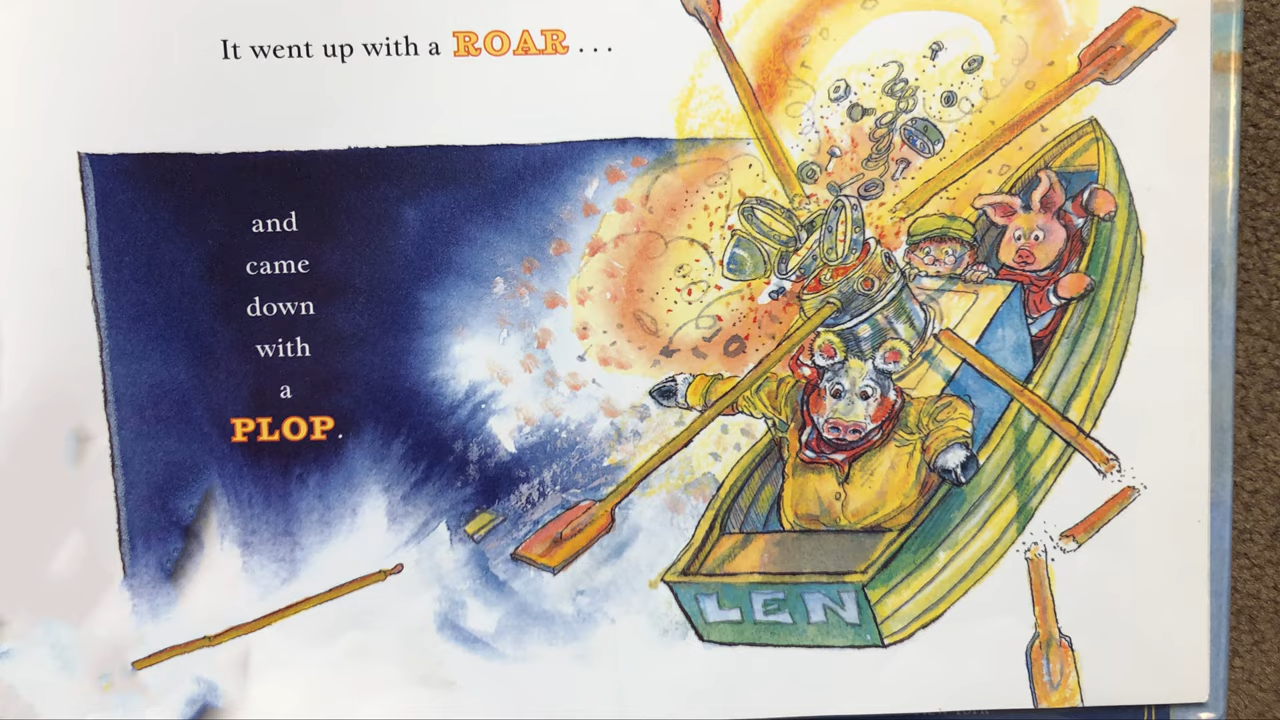 It went up with a ROAR...
and
came
down
with
a
PLOP.
LEN